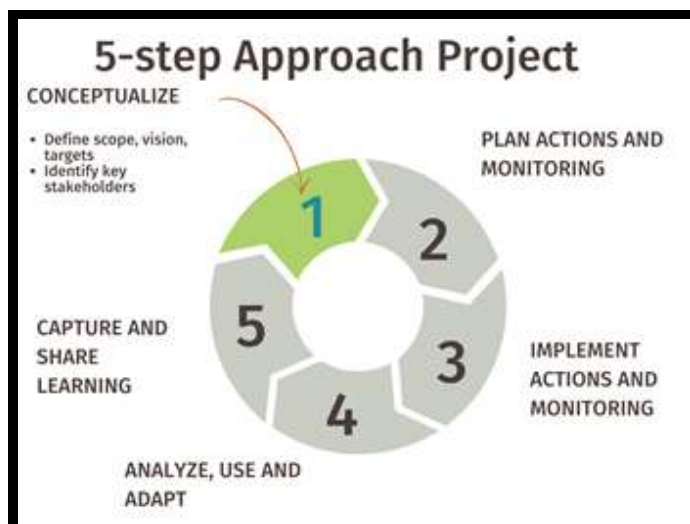 5-step Approach Project
CONCEPTUALIZE
• Define scope, vision,
targets
• Identify key
stakeholders
PLAN ACTIONS AND
MONITORING
1
2
3
4
5
IMPLEMENT
ACTIONS AND
MONITORING
ANALYZE, USE AND
ADAPT
CAPTURE AND
SHARE
LEARNING